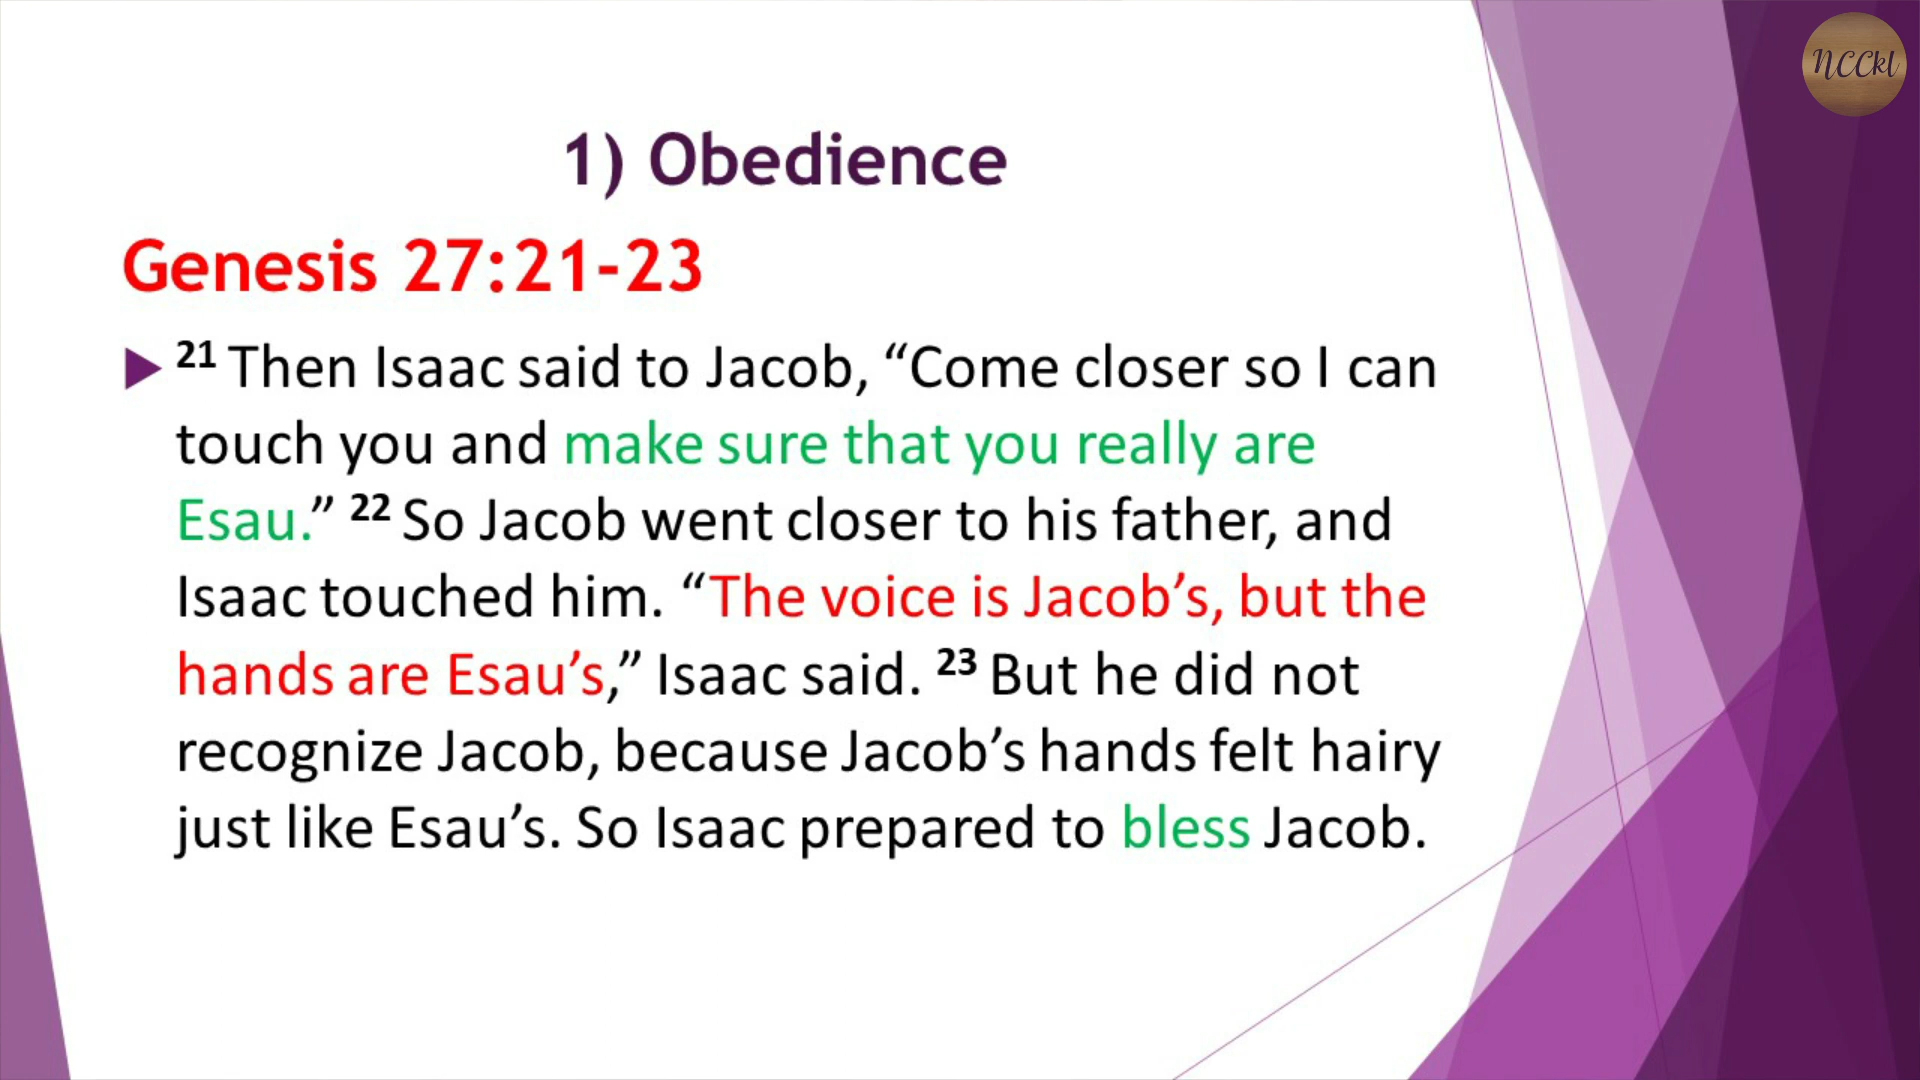 NCCkl
1) Obedience
Genesis 27:21-23
▶ 21 Then Isaac said to Jacob, “Come closer so I can
touch you and make sure that you really are
Esau.” 22 So Jacob went closer to his father, and
Isaac touched him. “The voice is Jacob’s, but the
hands are Esau’s,” Isaac said. 23 But he did not
recognize Jacob, because Jacob’s hands felt hairy
just like Esau’s. So Isaac prepared to bless Jacob.